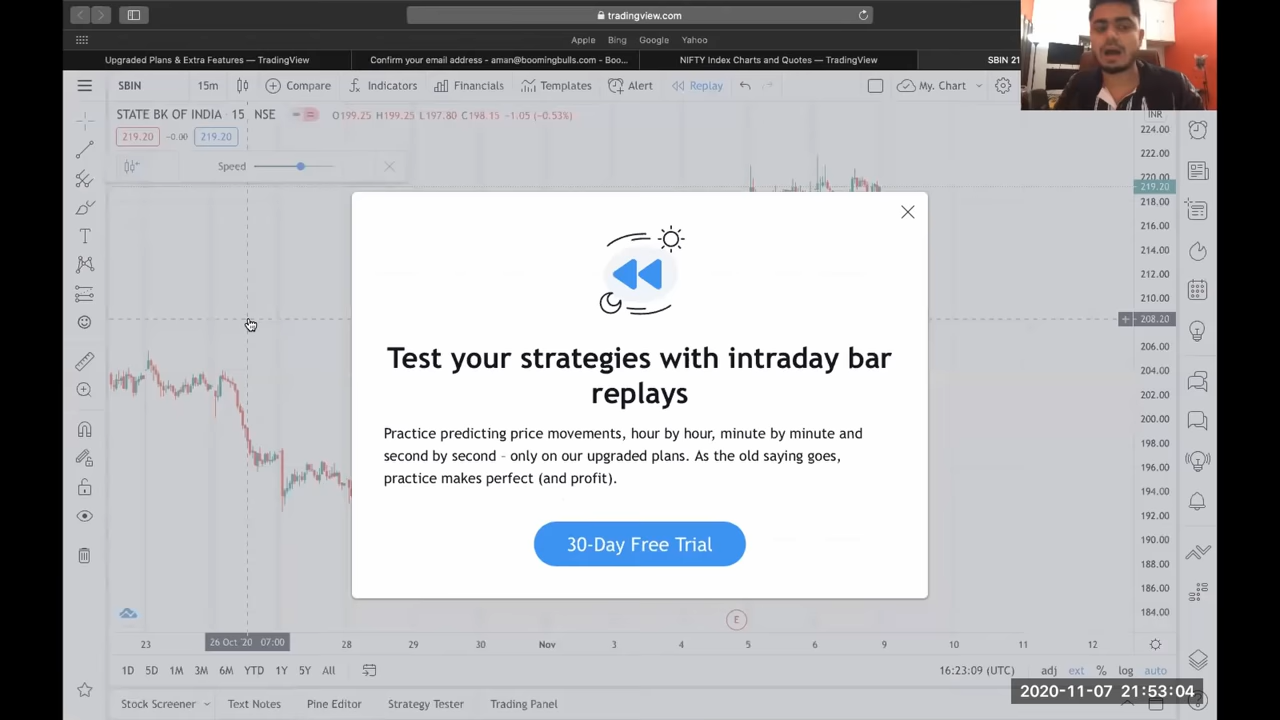 tradingview.com
Apple Bing Google Yahoo
Upgraded Plans & Extra Features — TradingView
Confirm your email address - aman@boomingbulls.com - Boo...
NIFTY Index Charts and Quotes — TradingView
SBIN 21
SBIN 15m Compare Indicators Financials Templates Alert Replay My. Chart
STATE BK OF INDIA · 15 NSE O199.25 H199.25 L197.80 C198.15 -1.05 (-0.53%)
INR
219.20 -0.00 219.20
Speed
224.00
222.00
220.00
219.20
218.00
216.00
214.00
212.00
210.00
208.20
206.00
204.00
202.00
200.00
198.00
196.00
194.00
192.00
190.00
188.00
186.00
184.00
Test your strategies with intraday bar
replays
Practice predicting price movements, hour by hour, minute by minute and
second by second - only on our upgraded plans. As the old saying goes,
practice makes perfect (and profit).
30-Day Free Trial
E
23 26 Oct '20 07:00 28 29 30 Nov 3 4 5 6 9 10 11 12
1D 5D 1M 3M 6M YTD 1Y 5Y All
16:23:09 (UTC) adj ext % log auto
2020-11-07 21:53:04
Stock Screener Text Notes Pine Editor Strategy Tester Trading Panel